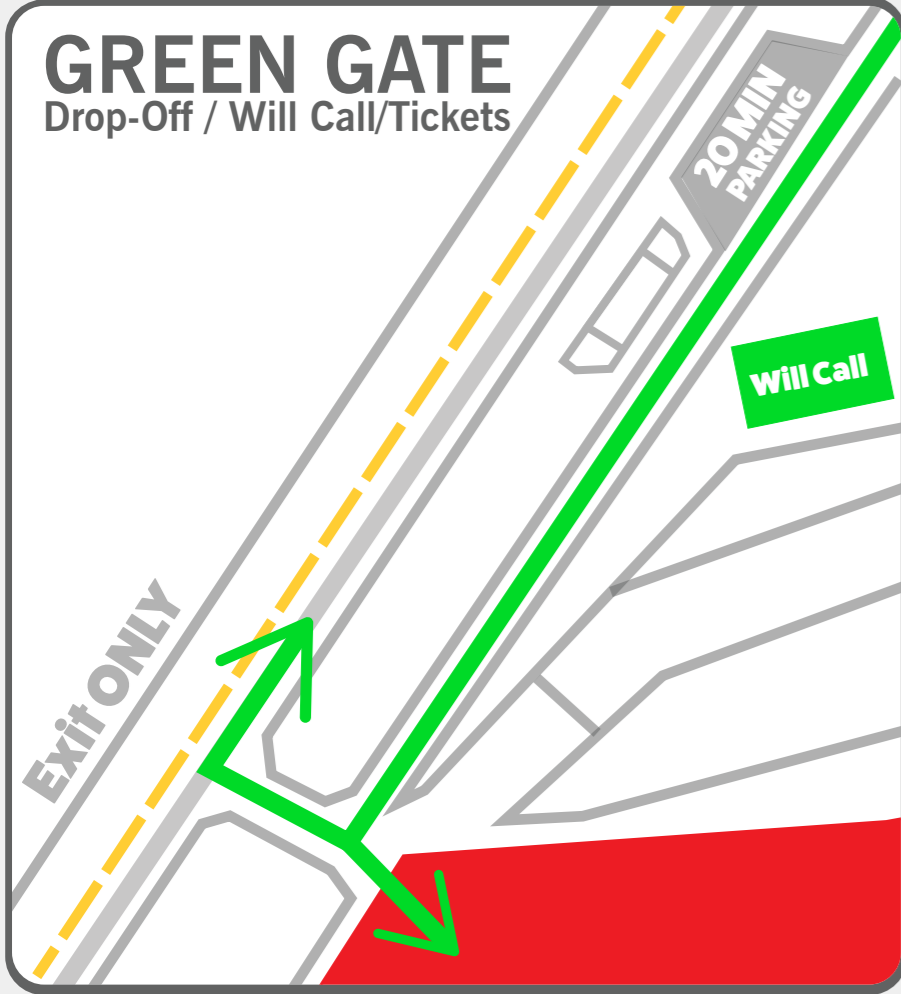 GREEN GATE
Drop-Off / Will Call/Tickets
20 MIN
PARKING
Will Call
Exit ONLY